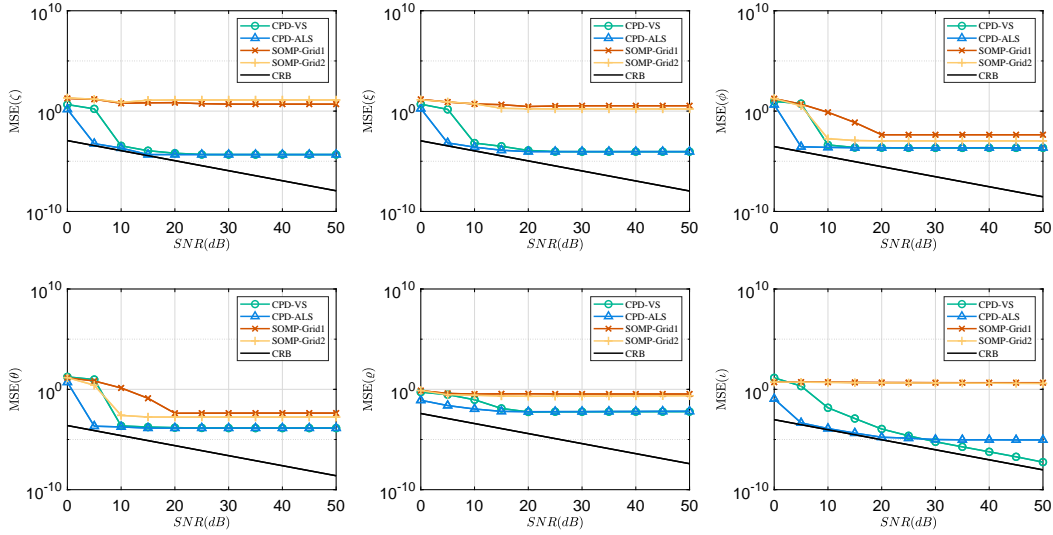 10^10
10^0
10^-10
MSE(ζ)
CPD-VS
CPD-ALS
SOMP-Grid1
SOMP-Grid2
CRB
0 10 20 30 40 50
SNR(dB)
10^10
10^0
10^-10
MSE(ξ)
CPD-VS
CPD-ALS
SOMP-Grid1
SOMP-Grid2
CRB
0 10 20 30 40 50
SNR(dB)
10^10
10^0
10^-10
MSE(ϕ)
CPD-VS
CPD-ALS
SOMP-Grid1
SOMP-Grid2
CRB
0 10 20 30 40 50
SNR(dB)
10^10
10^0
10^-10
MSE(θ)
CPD-VS
CPD-ALS
SOMP-Grid1
SOMP-Grid2
CRB
0 10 20 30 40 50
SNR(dB)
10^10
10^0
10^-10
MSE(ϱ)
CPD-VS
CPD-ALS
SOMP-Grid1
SOMP-Grid2
CRB
0 10 20 30 40 50
SNR(dB)
10^10
10^0
10^-10
MSE(ι)
CPD-VS
CPD-ALS
SOMP-Grid1
SOMP-Grid2
CRB
0 10 20 30 40 50
SNR(dB)